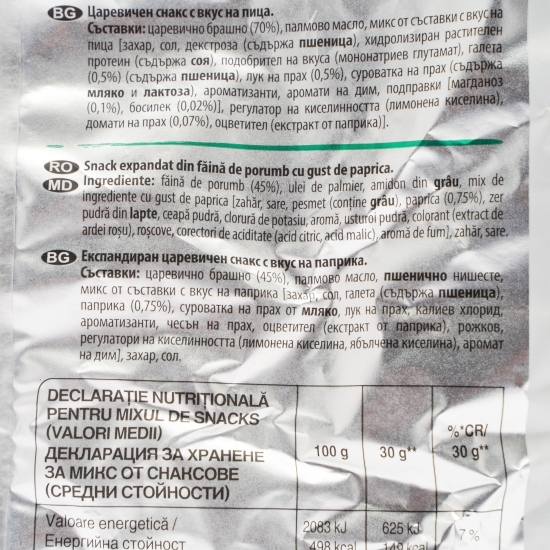 BG Царевичен снакс с вкус на пица.
Съставки: царевично брашно (70%), палмово масло, микс от съставки с вкус на
пица [захар, сол, декстроза (съдържа пшеница), хидролизиран растителен
протеин (съдържа соя), подобрител на вкуса (мононатриев глутамат), галета
(0,5%) (съдържа пшеница), лук на прах (0,5%), суроватка на прах (съдържа
мляко и лактоза), ароматизанти, аромати на дим, подправки [магданоз
(0,1%), босилек (0,02%)], регулатор на киселинността (лимонена киселина),
домати на прах (0,07%), оцветител (екстракт от паприка)].
RO Snack expandat din făină de porumb cu gust de paprica.
MD Ingrediente: făină de porumb (45%), ulei de palmier, amidon din grâu, mix de
ingrediente cu gust de paprica [zahăr, sare, pesmet (conține grâu), paprica (0,75%), zer
pudră din lapte, ceapă pudră, clorură de potasiu, aromă, usturoi pudră, colorant (extract de
ardei roșu), roșcove, corectori de aciditate (acid citric, acid malic), aromă de fum], zahăr, sare.
BG Експандиран царевичен снакс с вкус на паприка.
Съставки: царевично брашно (45%), палмово масло, пшенично нишесте,
микс от съставки с вкус на паприка [захар, сол, галета (съдържа пшеница),
паприка (0,75%), суроватка на прах от мляко, лук на прах, калиев хлорид,
ароматизанти, чесън на прах, оцветител (екстракт от паприка), рожков,
регулатори на киселинността (лимонена киселина, ябълчена киселина), аромат
на дим], захар, сол.
DECLARAȚIE NUTRIȚIONALĂ
PENTRU MIXUL DE SNACKS
(VALORI MEDII)
ДЕКЛАРАЦИЯ ЗА ХРАНЕНЕ
ЗА МИКС ОТ СНАКСОВЕ
(СРЕДНИ СТОЙНОСТИ)
100 g
30 g**
%*CR/
30 g**
Valoare energetică /
Енергийна стойност
2083 kJ
498 kcal
625 kJ
149 kcal
7%